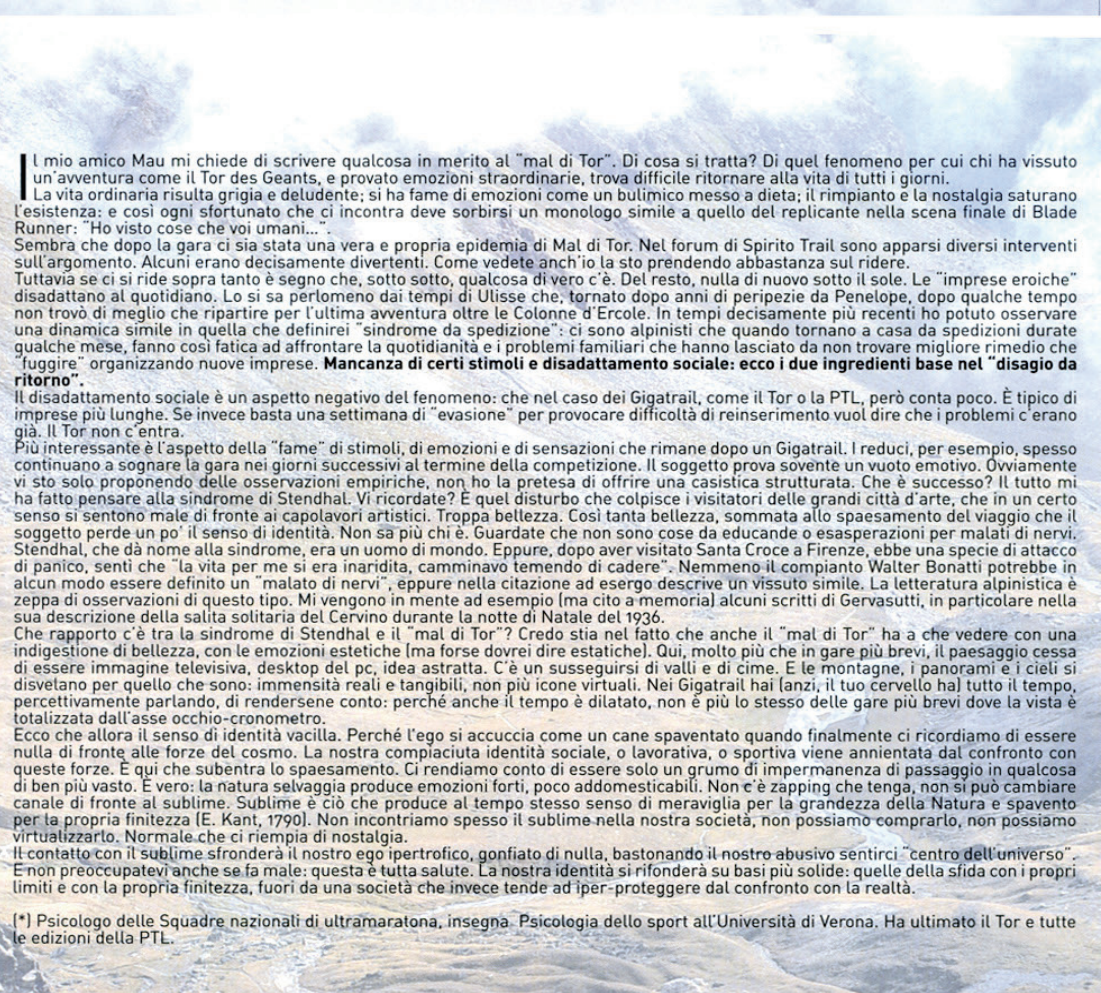 Il mio amico Mau mi chiede di scrivere qualcosa in merito al "mal di Tor". Di cosa si tratta? Di quel fenomeno per cui chi ha vissuto
un'avventura come il Tor des Geants, e provato emozioni straordinarie, trova difficile ritornare alla vita di tutti i giorni.
La vita ordinaria risulta grigia e deludente; si ha fame di emozioni come un bulimico messo a dieta; il rimpianto e la nostalgia saturano
l'esistenza: e così ogni sfortunato che ci incontra deve sorbirsi un monologo simile a quello del replicante nella scena finale di Blade
Runner: "Ho visto cose che voi umani...".
Sembra che dopo la gara ci sia stata una vera e propria epidemia di Mal di Tor. Nel forum di Spirito Trail sono apparsi diversi interventi
sull'argomento. Alcuni erano decisamente divertenti. Come vedete anch'io la sto prendendo abbastanza sul ridere.
Tuttavia se ci si ride sopra tanto è segno che, sotto sotto, qualcosa di vero c'è. Del resto, nulla di nuovo sotto il sole. Le "imprese eroiche"
disadattano al quotidiano. Lo si sa perlomeno dai tempi di Ulisse che, tornato dopo anni di peripezie da Penelope, dopo qualche tempo
non trovò di meglio che ripartire per l'ultima avventura oltre le Colonne d'Ercole. In tempi decisamente più recenti ho potuto osservare
una dinamica simile in quella che definirei "sindrome da spedizione": ci sono alpinisti che quando tornano a casa da spedizioni durate
qualche mese, fanno così fatica ad affrontare la quotidianità e i problemi familiari che hanno lasciato da non trovare migliore rimedio che
"fuggire" organizzando nuove imprese. Mancanza di certi stimoli e disadattamento sociale: ecco i due ingredienti base nel "disagio da
ritorno".
Il disadattamento sociale è un aspetto negativo del fenomeno: che nel caso dei Gigatrail, come il Tor o la PTL, però conta poco. È tipico di
imprese più lunghe. Se invece basta una settimana di "evasione" per provocare difficoltà di reinserimento vuol dire che i problemi c'erano
già. Il Tor non c'entra.
Più interessante è l'aspetto della "fame" di stimoli, di emozioni e di sensazioni che rimane dopo un Gigatrail. I reduci, per esempio, spesso
continuano a sognare la gara nei giorni successivi al termine della competizione. Il soggetto prova sovente un vuoto emotivo. Ovviamente
vi sto solo proponendo delle osservazioni empiriche, non ho la pretesa di offrire una casistica strutturata. Che è successo? Il tutto mi
ha fatto pensare alla sindrome di Stendhal. Vi ricordate? È quel disturbo che colpisce i visitatori delle grandi città d'arte, che in un certo
senso si sentono male di fronte ai capolavori artistici. Troppa bellezza. Così tanta bellezza, sommata allo spaesamento del viaggio che il
soggetto perde un po' il senso di identità. Non sa più chi è. Guardate che non sono cose da educande o esasperazioni per malati di nervi.
Stendhal, che dà nome alla sindrome, era un uomo di mondo. Eppure, dopo aver visitato Santa Croce a Firenze, ebbe una specie di attacco
di panico, sentì che "la vita per me si era inaridita, camminavo temendo di cadere". Nemmeno il compianto Walter Bonatti potrebbe in
alcun modo essere definito un "malato di nervi", eppure nella citazione ad esergo descrive un vissuto simile. La letteratura alpinistica è
zeppa di osservazioni di questo tipo. Mi vengono in mente ad esempio (ma cito a memoria) alcuni scritti di Gervasutti, in particolare nella
sua descrizione della salita solitaria del Cervino durante la notte di Natale del 1936.
Che rapporto c'è tra la sindrome di Stendhal e il "mal di Tor"? Credo stia nel fatto che anche il "mal di Tor" ha a che vedere con una
indigestione di bellezza, con le emozioni estetiche (ma forse dovrei dire estatiche). Qui, molto più che in gare più brevi, il paesaggio cessa
di essere immagine televisiva, desktop del pc, idea astratta. C'è un susseguirsi di valli e di cime. E le montagne, i panorami e i cieli si
disvelano per quello che sono: immensità reali e tangibili, non più icone virtuali. Nei Gigatrail hai (anzi, il tuo cervello ha) tutto il tempo,
percettivamente parlando, di rendersene conto: perché anche il tempo è dilatato, non è più lo stesso delle gare più brevi dove la vista è
totalizzata dall'asse occhio-cronometro.
Ecco che allora il senso di identità vacilla. Perché l'ego si accuccia come un cane spaventato quando finalmente ci ricordiamo di essere
nulla di fronte alle forze del cosmo. La nostra compiaciuta identità sociale, o lavorativa, o sportiva viene annientata dal confronto con
queste forze. È qui che subentra lo spaesamento. Ci rendiamo conto di essere solo un grumo di impermanenza di passaggio in qualcosa
di ben più vasto. È vero: la natura selvaggia produce emozioni forti, poco addomesticabili. Non c'è zapping che tenga, non si può cambiare
canale di fronte al sublime. Sublime è ciò che produce al tempo stesso senso di meraviglia per la grandezza della Natura e spavento
per la propria finitezza (E. Kant, 1790). Non incontriamo spesso il sublime nella nostra società, non possiamo comprarlo, non possiamo
virtualizzarlo. Normale che ci riempia di nostalgia.
Il contatto con il sublime sfronderà il nostro ego ipertrofico, gonfiato di nulla, bastonando il nostro abusivo sentirci "centro dell'universo".
E non preoccupatevi anche se fa male: questa è tutta salute. La nostra identità si rifonderà su basi più solide: quelle della sfida con i propri
limiti e con la propria finitezza, fuori da una società che invece tende ad iper-proteggere dal confronto con la realtà.
(*) Psicologo delle Squadre nazionali di ultramaratona, insegna Psicologia dello sport all'Università di Verona. Ha ultimato il Tor e tutte
le edizioni della PTL.